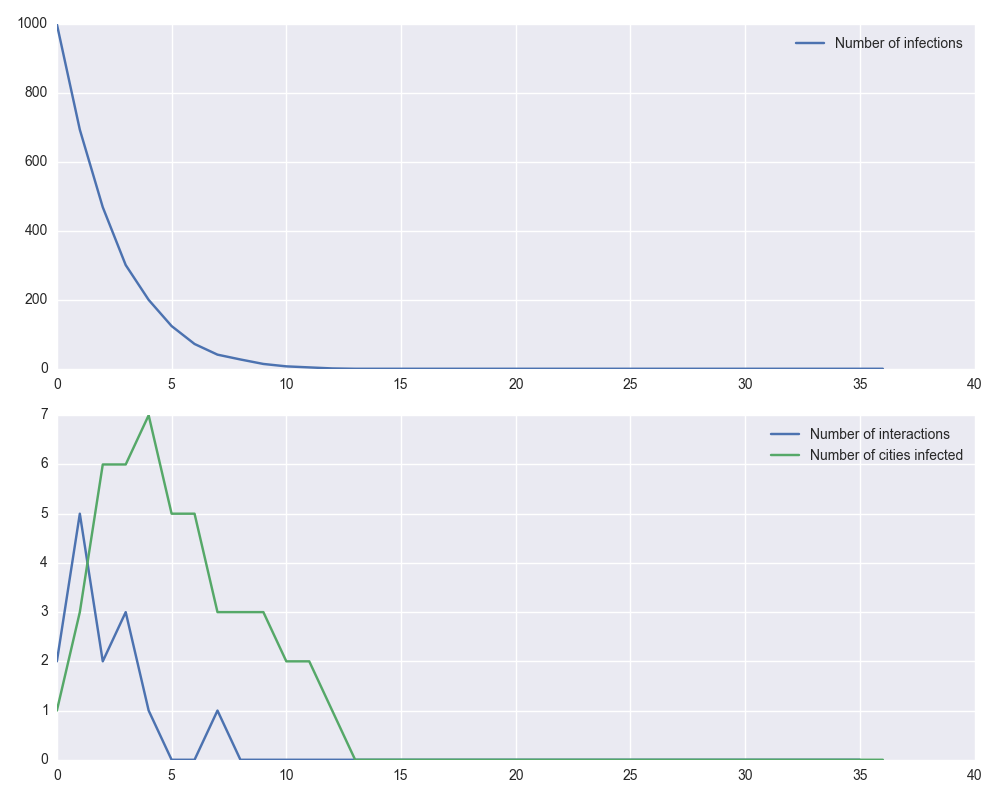 1000
Number of infections
800
600
400
200
0
0 5 10 15 20 25 30 35 40
7
Number of interactions
Number of cities infected
6
5
4
3
2
1
0
0 5 10 15 20 25 30 35 40